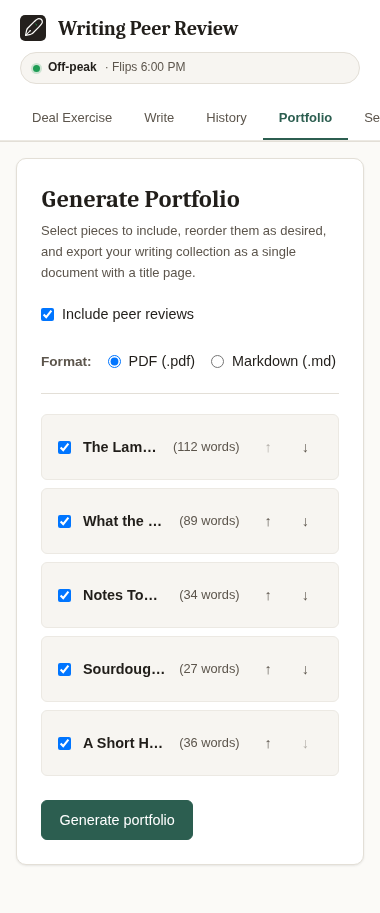 Writing Peer Review
Off-peak · Flips 6:00 PM
Deal Exercise Write History Portfolio Se
Generate Portfolio
Select pieces to include, reorder them as desired,
and export your writing collection as a single
document with a title page.
Include peer reviews
Format: PDF (.pdf) Markdown (.md)
The Lam… (112 words) ↑ ↓
What the … (89 words) ↑ ↓
Notes To… (34 words) ↑ ↓
Sourdoug… (27 words) ↑ ↓
A Short H… (36 words) ↑ ↓
Generate portfolio